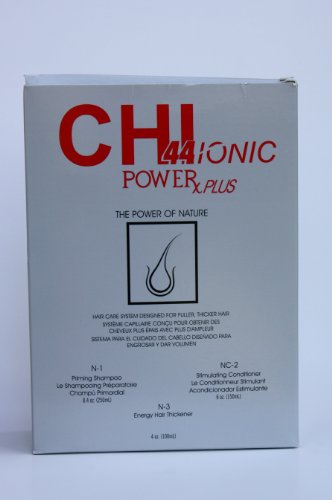 CHI
44 IONIC
POWER
x PLUS
THE POWER OF NATURE
HAIR CARE SYSTEM DESIGNED FOR FULLER, THICKER HAIR
SYSTÈME CAPILLAIRE CONÇU POUR OBTENIR DES
CHEVEUX PLUS ÉPAIS AVEC PLUS D'AMPLEUR
SISTEMA PARA EL CUIDADO DEL CABELLO DISEÑADO PARA
ENGROSAR Y DAR VOLUMEN
N-1
Priming Shampoo
Le Shampooing Préparatoire
Champú Primordial
8.4 oz. (250mL)
NC-2
Stimulating Conditioner
Le Conditionneur Stimulant
Acondicionador Estimulante
6 oz. (150mL)
N-3
Energy Hair Thickener
4 oz. (100mL)